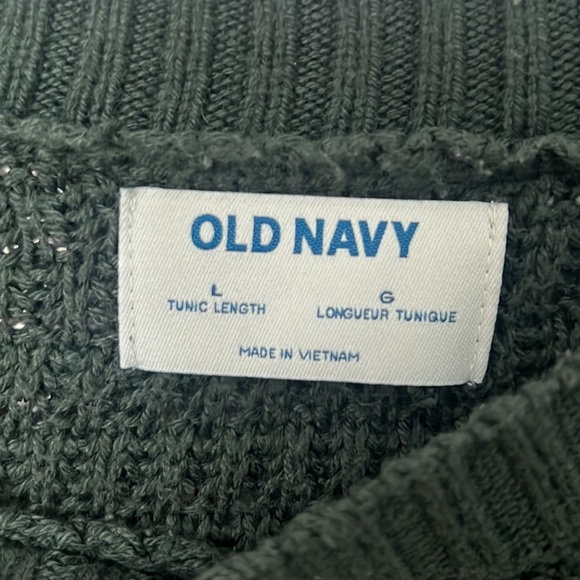 OLD NAVY
L G
TUNIC LENGTH LONGUEUR TUNIQUE
MADE IN VIETNAM